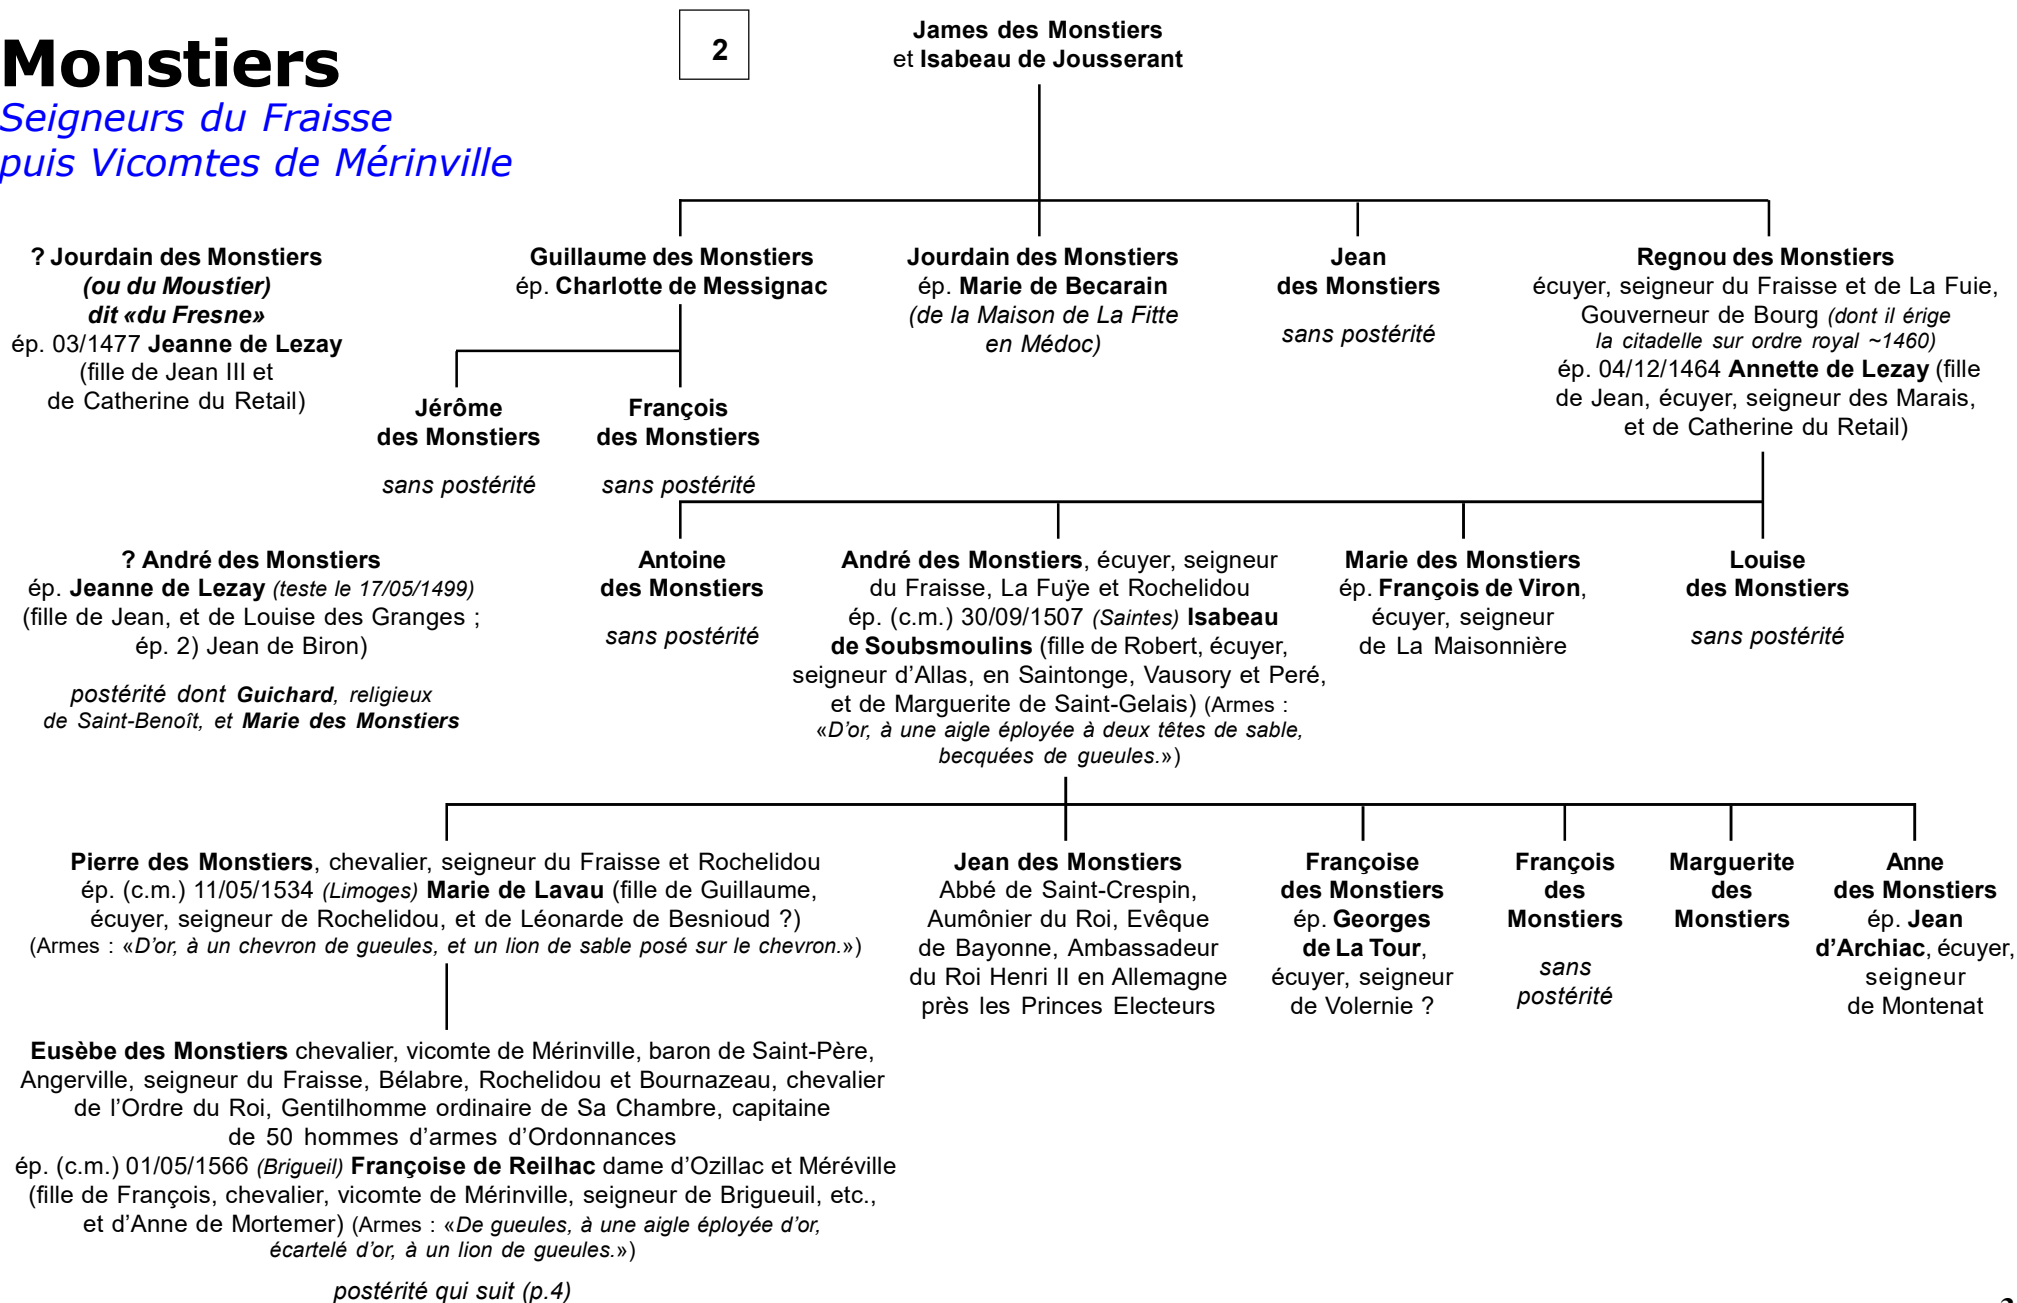 Monstiers
Seigneurs du Fraisse
puis Vicomtes de Mérinville
2
James des Monstiers
et Isabeau de Jousserant
? Jourdain des Monstiers
(ou du Moustier)
dit «du Fresne»
ép. 03/1477 Jeanne de Lezay
(fille de Jean III et
de Catherine du Retail)
Guillaume des Monstiers
ép. Charlotte de Messignac
Jourdain des Monstiers
ép. Marie de Becarain
(de la Maison de La Fitte
en Médoc)
Jean
des Monstiers
sans postérité
Regnou des Monstiers
écuyer, seigneur du Fraisse et de La Fuie,
Gouverneur de Bourg (dont il érige
la citadelle sur ordre royal ~1460)
ép. 04/12/1464 Annette de Lezay (fille
de Jean, écuyer, seigneur des Marais,
et de Catherine du Retail)
Jérôme
des Monstiers
sans postérité
François
des Monstiers
sans postérité
? André des Monstiers
ép. Jeanne de Lezay (teste le 17/05/1499)
(fille de Jean, et de Louise des Granges ;
ép. 2) Jean de Biron)
postérité dont Guichard, religieux
de Saint-Benoît, et Marie des Monstiers
Antoine
des Monstiers
sans postérité
André des Monstiers, écuyer, seigneur
du Fraisse, La Fuÿe et Rochelidou
ép. (c.m.) 30/09/1507 (Saintes) Isabeau
de Soubsmoulins (fille de Robert, écuyer,
seigneur d'Allas, en Saintonge, Vausory et Peré,
et de Marguerite de Saint-Gelais) (Armes :
«D'or, à une aigle éployée à deux têtes de sable,
becquées de gueules.»)
Marie des Monstiers
ép. François de Viron,
écuyer, seigneur
de La Maisonnière
Louise
des Monstiers
sans postérité
Pierre des Monstiers, chevalier, seigneur du Fraisse et Rochelidou
ép. (c.m.) 11/05/1534 (Limoges) Marie de Lavau (fille de Guillaume,
écuyer, seigneur de Rochelidou, et de Léonarde de Besnioud ?)
(Armes : «D'or, à un chevron de gueules, et un lion de sable posé sur le chevron.»)
Jean des Monstiers
Abbé de Saint-Crespin,
Aumônier du Roi, Evêque
de Bayonne, Ambassadeur
du Roi Henri II en Allemagne
près les Princes Electeurs
Françoise
des Monstiers
ép. Georges
de La Tour,
écuyer, seigneur
de Volernie ?
François
des
Monstiers
sans
postérité
Marguerite
des
Monstiers
Anne
des Monstiers
ép. Jean
d'Archiac, écuyer,
seigneur
de Montenat
Eusèbe des Monstiers chevalier, vicomte de Mérinville, baron de Saint-Père,
Angerville, seigneur du Fraisse, Bélabre, Rochelidou et Bournazeau, chevalier
de l'Ordre du Roi, Gentilhomme ordinaire de Sa Chambre, capitaine
de 50 hommes d'armes d'Ordonnances
ép. (c.m.) 01/05/1566 (Brigueil) Françoise de Reilhac dame d'Ozillac et Méréville
(fille de François, chevalier, vicomte de Mérinville, seigneur de Brigueuil, etc.,
et d'Anne de Mortemer) (Armes : «De gueules, à une aigle éployée d'or,
écartelé d'or, à un lion de gueules.»)
postérité qui suit (p.4)